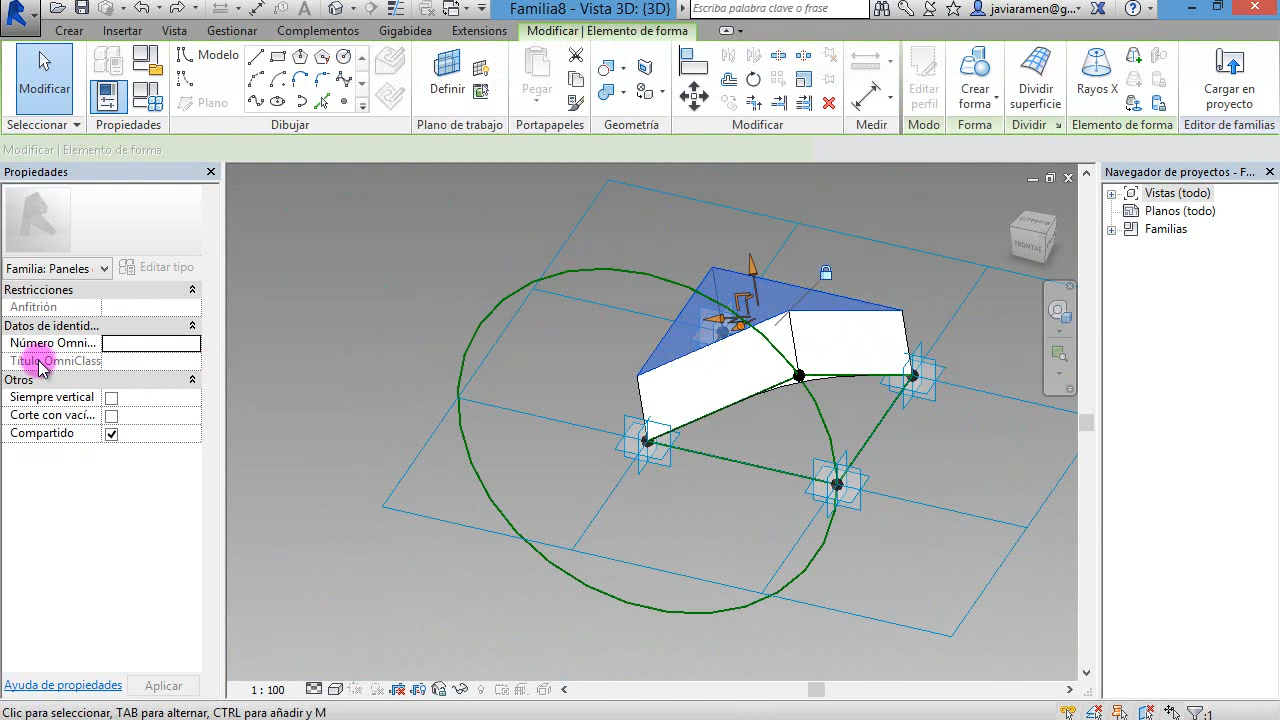 Familia8 - Vista 3D: {3D}
Escriba palabra clave o frase
javiaramen@g...
Crear
Insertar
Vista
Gestionar
Complementos
Gigabidea
Extensions
Modificar | Elemento de forma
Modificar
Modelo
Plano
Definir
Pegar
Editar perfil
Crear forma
Dividir superficie
Rayos X
Cargar en proyecto
Seleccionar
Propiedades
Dibujar
Plano de trabajo
Portapapeles
Geometría
Modificar
Medir
Modo
Forma
Dividir
Elemento de forma
Editor de familias
Modificar | Elemento de forma
Propiedades
Familia: Paneles
Editar tipo
Restricciones
Anfitrión
Datos de identid...
Número Omni...
Título OmniClass
Otros
Siempre vertical
Corte con vací...
Compartido
Ayuda de propiedades
Aplicar
SUPERIOR
FRONTAL
Navegador de proyectos - F...
Vistas (todo)
Planos (todo)
Familias
1 : 100
Clic para seleccionar, TAB para alternar, CTRL para añadir y M
:1